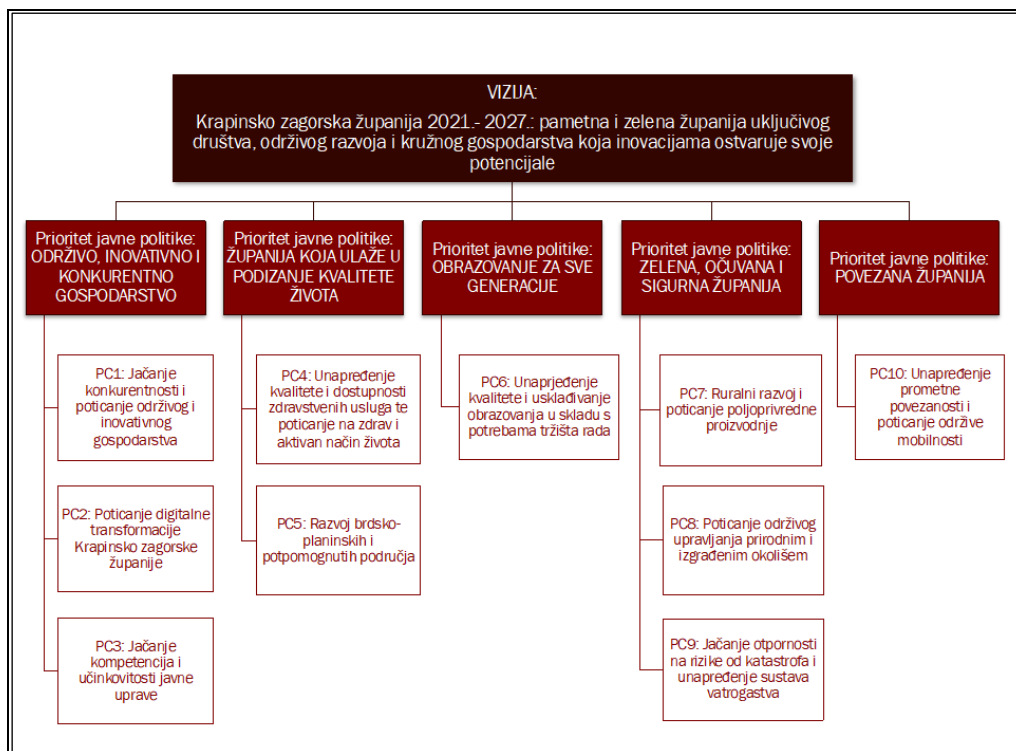 VIZIJA:
Krapinsko zagorska županija 2021.- 2027.: pametna i zelena županija uključivog
društva, održivog razvoja i kružnog gospodarstva koja inovacijama ostvaruje svoje
potencijale
Prioritet javne politike:
ODRŽIVO, INOVATIVNO I
KONKURENTNO
GOSPODARSTVO
Prioritet javne politike:
ŽUPANIJA KOJA ULAŽE U
PODIZANJE KVALITETE
ŽIVOTA
Prioritet javne politike:
OBRAZOVANJE ZA SVE
GENERACIJE
Prioritet javne politike:
ZELENA, OČUVANA I
SIGURNA ŽUPANIJA
Prioritet javne politike:
POVEZANA ŽUPANIJA
PC1: Jačanje
konkurentnosti i
poticanje održivog i
inovativnog
gospodarstva
PC2: Poticanje digitalne
transformacije
Krapinsko zagorske
županije
PC3: Jačanje
kompetencija i
učinkovitosti javne
uprave
PC4: Unapređenje
kvalitete i dostupnosti
zdravstvenih usluga te
poticanje na zdrav i
aktivan način života
PC5: Razvoj brdsko-
planinskih i
potpomognutih područja
PC6: Unaprjeđenje
kvalitete i usklađivanje
obrazovanja u skladu s
potrebama tržišta rada
PC7: Ruralni razvoj i
poticanje poljoprivredne
proizvodnje
PC8: Poticanje održivog
upravljanja prirodnim i
izgrađenim okolišem
PC9: Jačanje otpornosti
na rizike od katastrofa i
unapređenje sustava
vatrogastva
PC10: Unapređenje
prometne
povezanosti i
poticanje održive
mobilnosti